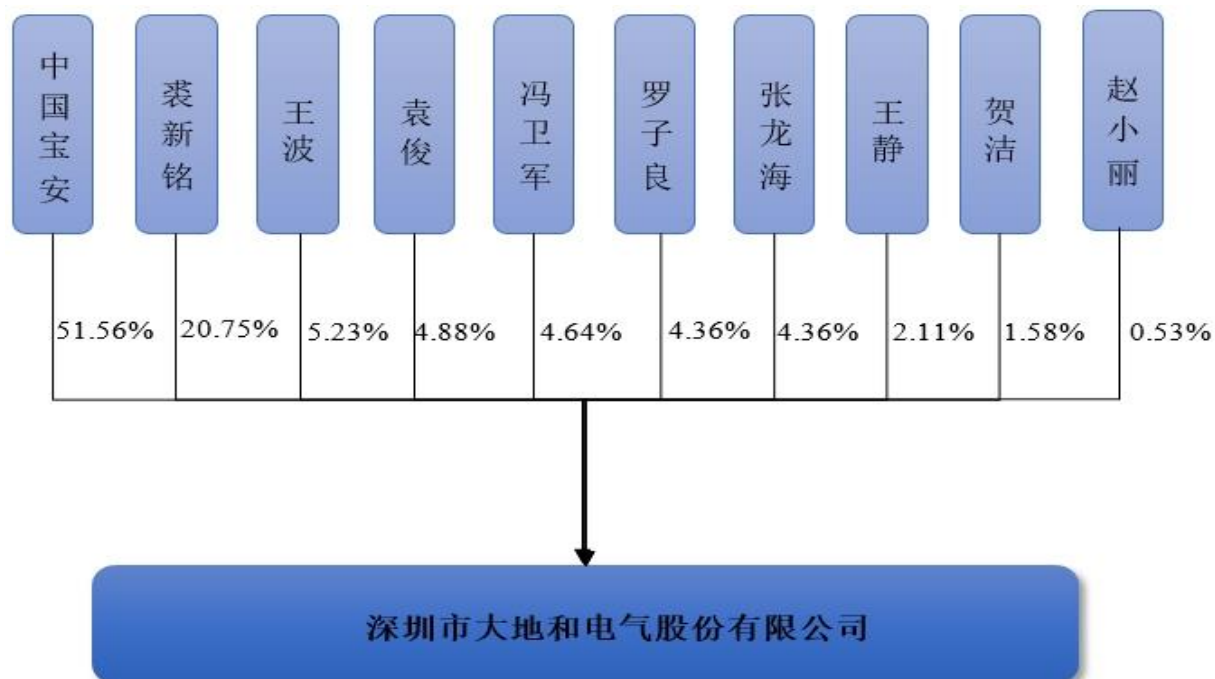 中国宝安
裘新铭
王波
袁俊
冯卫军
罗子良
张龙海
王静
贺洁
赵小丽
51.56%
20.75%
5.23%
4.88%
4.64%
4.36%
4.36%
2.11%
1.58%
0.53%
深圳市大地和电气股份有限公司